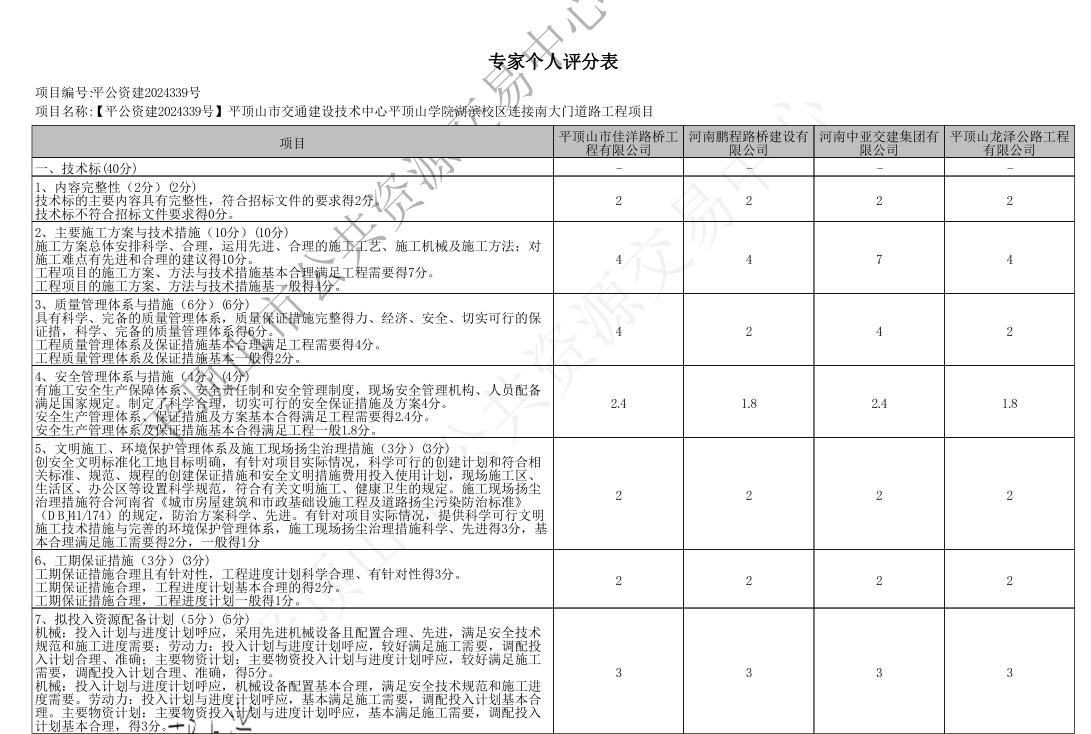 专家个人评分表
项目编号:平公资建2024339号
项目名称:【平公资建2024339号】平顶山市交通建设技术中心平顶山学院湖滨校区连接南大门道路工程项目
项目 平顶山市佳洋路桥工程有限公司 河南鹏程路桥建设有限公司 河南中亚交建集团有限公司 平顶山龙泽公路工程有限公司
一、技术标(40分) - - - -
1、内容完整性（2分）(2分)
技术标的主要内容具有完整性，符合招标文件的要求得2分。
技术标不符合招标文件要求得0分。
2 2 2 2
2、主要施工方案与技术措施（10分）(10分)
施工方案总体安排科学、合理，运用先进、合理的施工工艺、施工机械及施工方法；对
施工难点有先进和合理的建议得10分。
工程项目的施工方案、方法与技术措施基本合理满足工程需要得7分。
工程项目的施工方案、方法与技术措施基一般得4分。
4 4 7 4
3、质量管理体系与措施（6分）(6分)
具有科学、完备的质量管理体系，质量保证措施完整得力、经济、安全、切实可行的保
证措，科学、完备的质量管理体系得6分。
工程质量管理体系及保证措施基本合理满足工程需要得4分。
工程质量管理体系及保证措施基本一般得2分。
4 2 4 2
4、安全管理体系与措施（4分）(4分)
有施工安全生产保障体系、安全责任制和安全管理制度，现场安全管理机构、人员配备
满足国家规定。制定了科学合理，切实可行的安全保证措施及方案4分。
安全生产管理体系，保证措施及方案基本合得满足工程需要得2.4分。
安全生产管理体系及保证措施基本合得满足工程一般1.8分。
2.4 1.8 2.4 1.8
5、文明施工、环境保护管理体系及施工现场扬尘治理措施（3分）(3分)
创安全文明标准化工地目标明确，有针对项目实际情况，科学可行的创建计划和符合相
关标准、规范、规程的创建保证措施和安全文明措施费用投入使用计划，现场施工区、
生活区、办公区等设置科学规范，符合有关文明施工、健康卫生的规定。施工现场扬尘
治理措施符合河南省《城市房屋建筑和市政基础设施工程及道路扬尘污染防治标准》
（DBJ41/174）的规定，防治方案科学、先进。有针对项目实际情况，提供科学可行文明
施工技术措施与完善的环境保护管理体系，施工现场扬尘治理措施科学、先进得3分，基
本合理满足施工需要得2分，一般得1分
2 2 2 2
6、工期保证措施（3分）(3分)
工期保证措施合理且有针对性，工程进度计划科学合理、有针对性得3分。
工期保证措施合理，工程进度计划基本合理的得2分。
工期保证措施合理，工程进度计划一般得1分。
2 2 2 2
7、拟投入资源配备计划（5分）(5分)
机械：投入计划与进度计划呼应，采用先进机械设备且配置合理、先进，满足安全技术
规范和施工进度需要；劳动力：投入计划与进度计划呼应，较好满足施工需要，调配投
入计划合理、准确；主要物资计划：主要物资投入计划与进度计划呼应，较好满足施工
需要，调配投入计划合理、准确，得5分。
机械：投入计划与进度计划呼应，机械设备配置基本合理，满足安全技术规范和施工进
度需要。劳动力：投入计划与进度计划呼应，基本满足施工需要，调配投入计划基本合
理。主要物资计划：主要物资投入计划与进度计划呼应，基本满足施工需要，调配投入
计划基本合理，得3分。
3 3 3 3
平顶山市公共资源交易中心
平顶山市公共资源交易中心